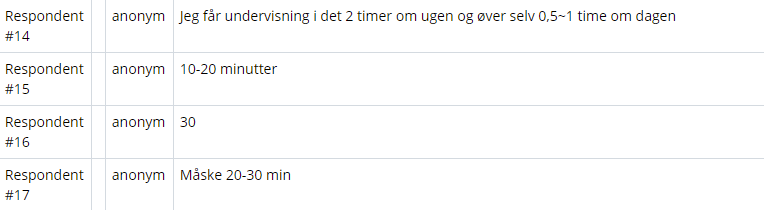 Respondent anonym Jeg får undervisning i det 2 timer om ugen og øver selv 0,5~1 time om dagen
#14
Respondent anonym 10-20 minutter
#15
Respondent anonym 30
#16
Respondent anonym Måske 20-30 min
#17